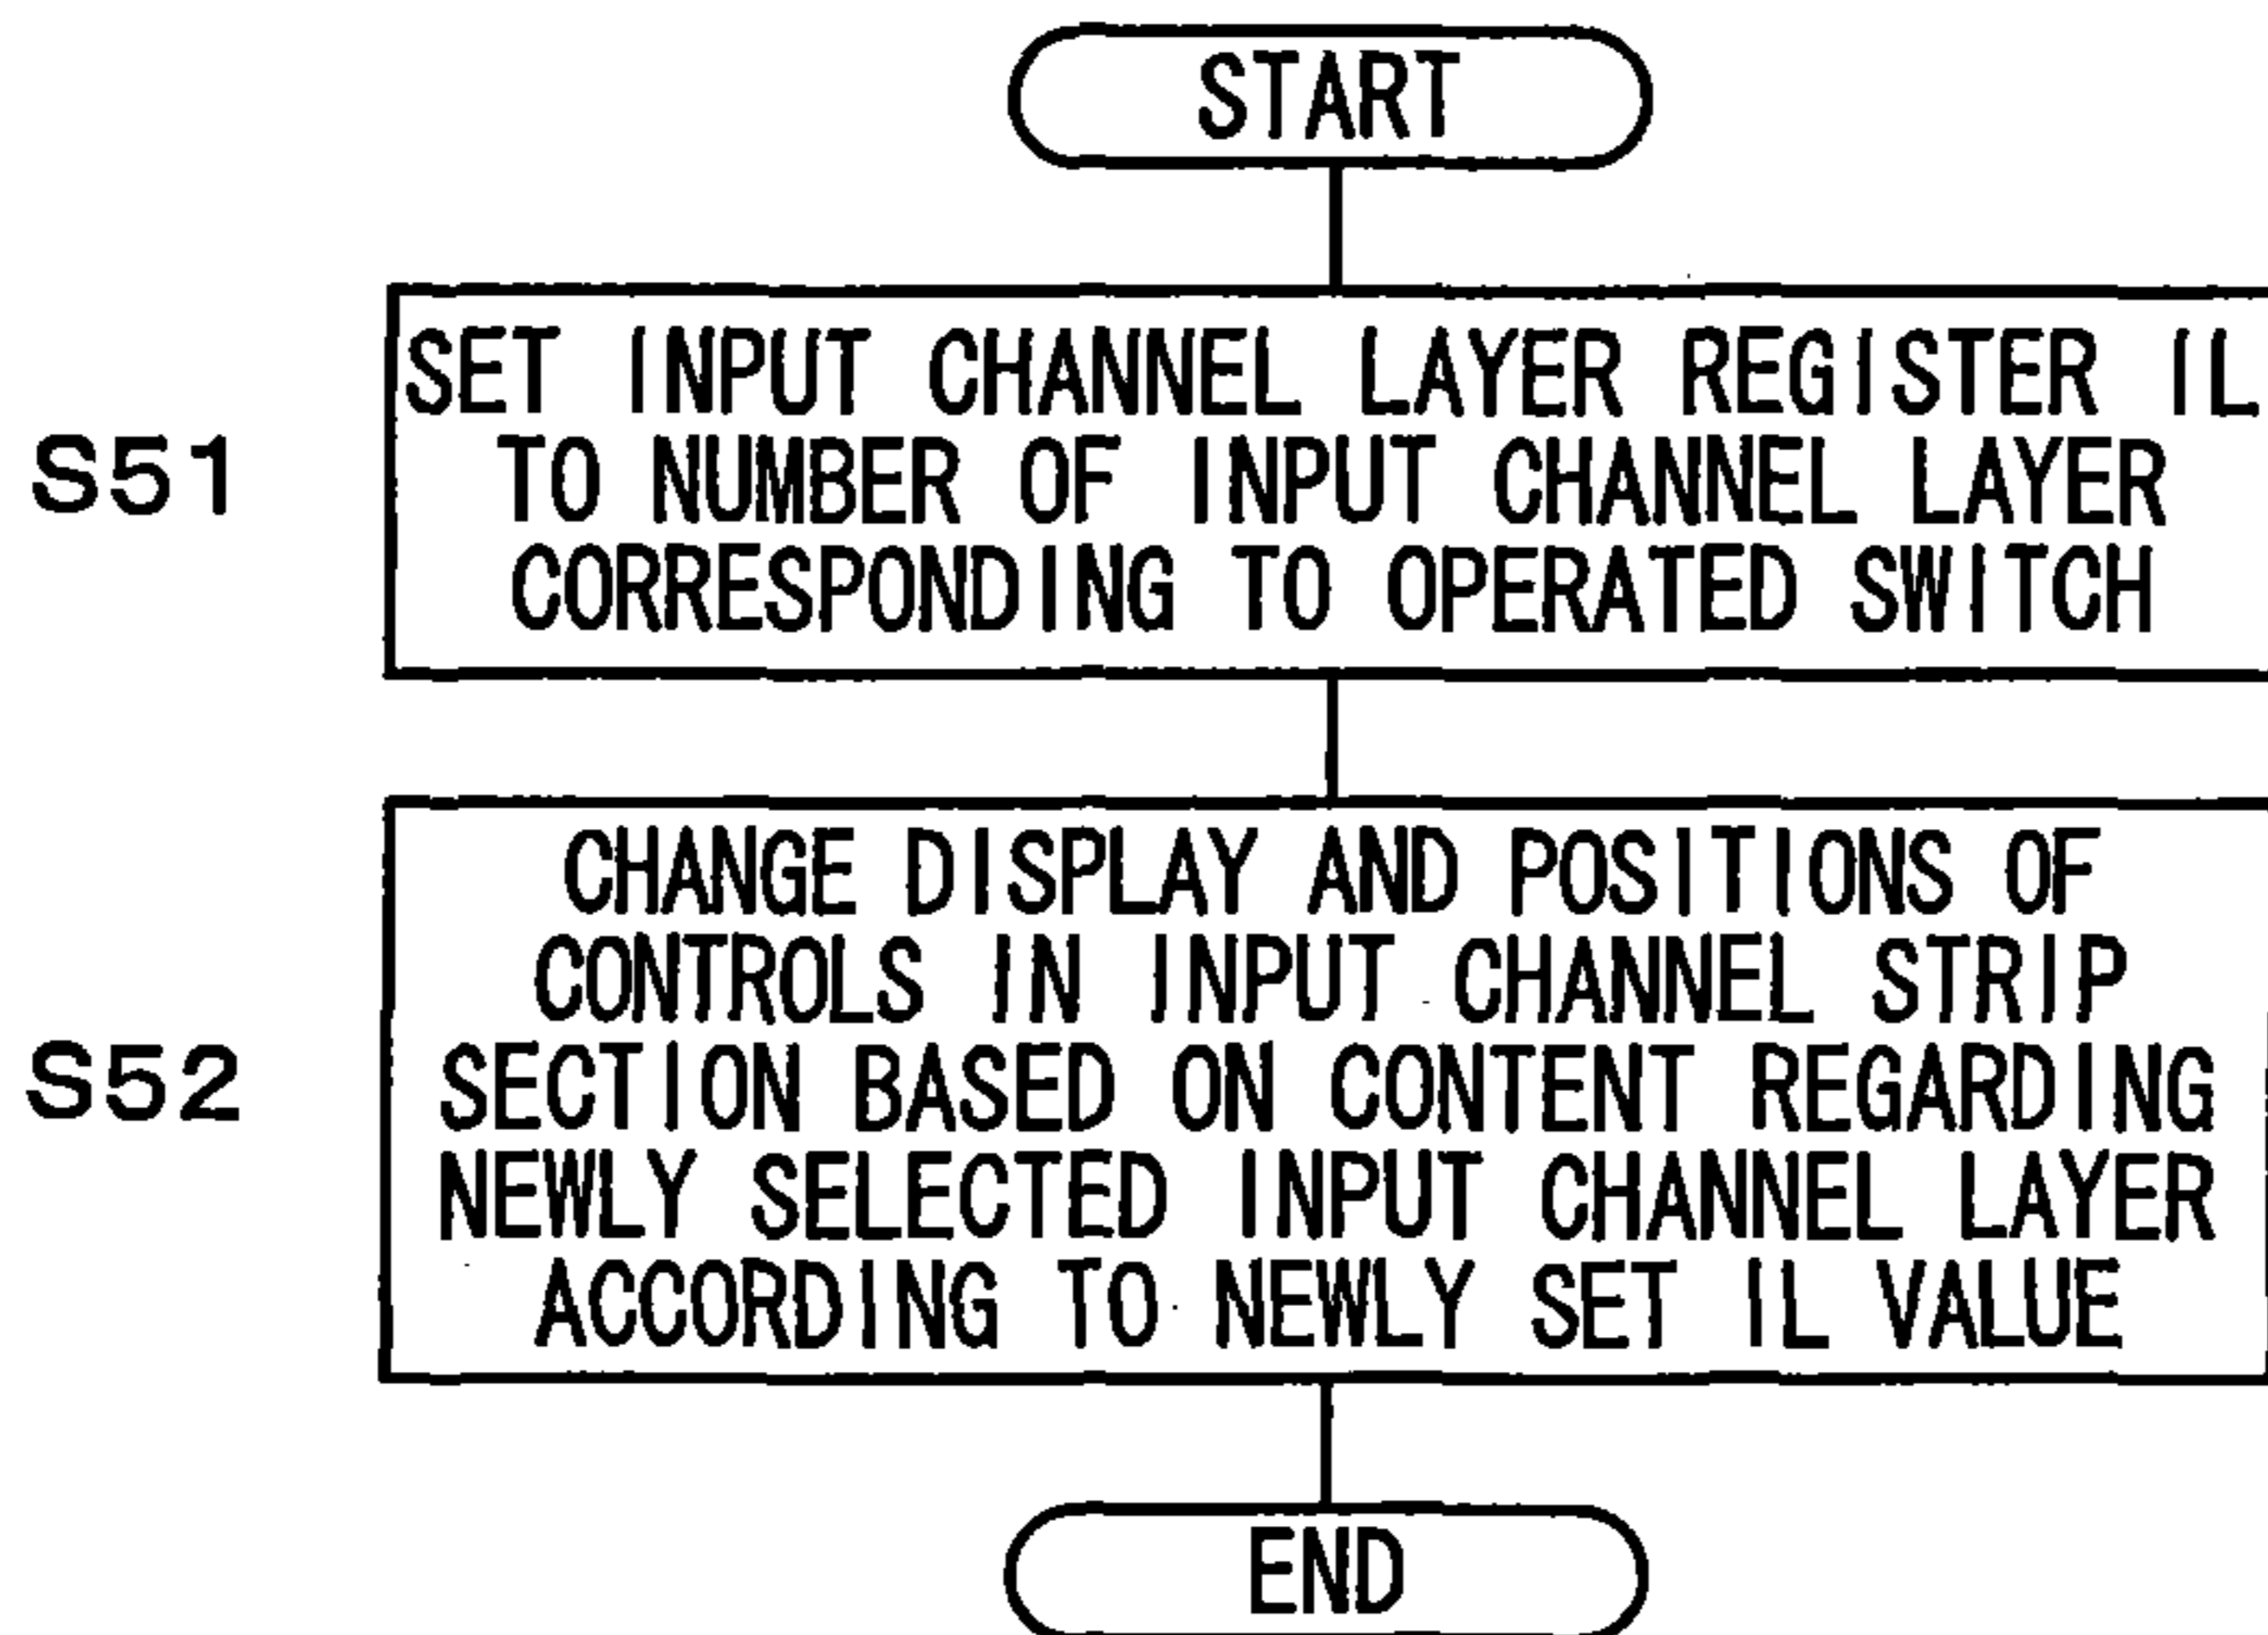 START
S51
SET INPUT CHANNEL LAYER REGISTER IL
TO NUMBER OF INPUT CHANNEL LAYER
CORRESPONDING TO OPERATED SWITCH
S52
CHANGE DISPLAY AND POSITIONS OF
CONTROLS IN INPUT CHANNEL STRIP
SECTION BASED ON CONTENT REGARDING
NEWLY SELECTED INPUT CHANNEL LAYER
ACCORDING TO NEWLY SET IL VALUE
END